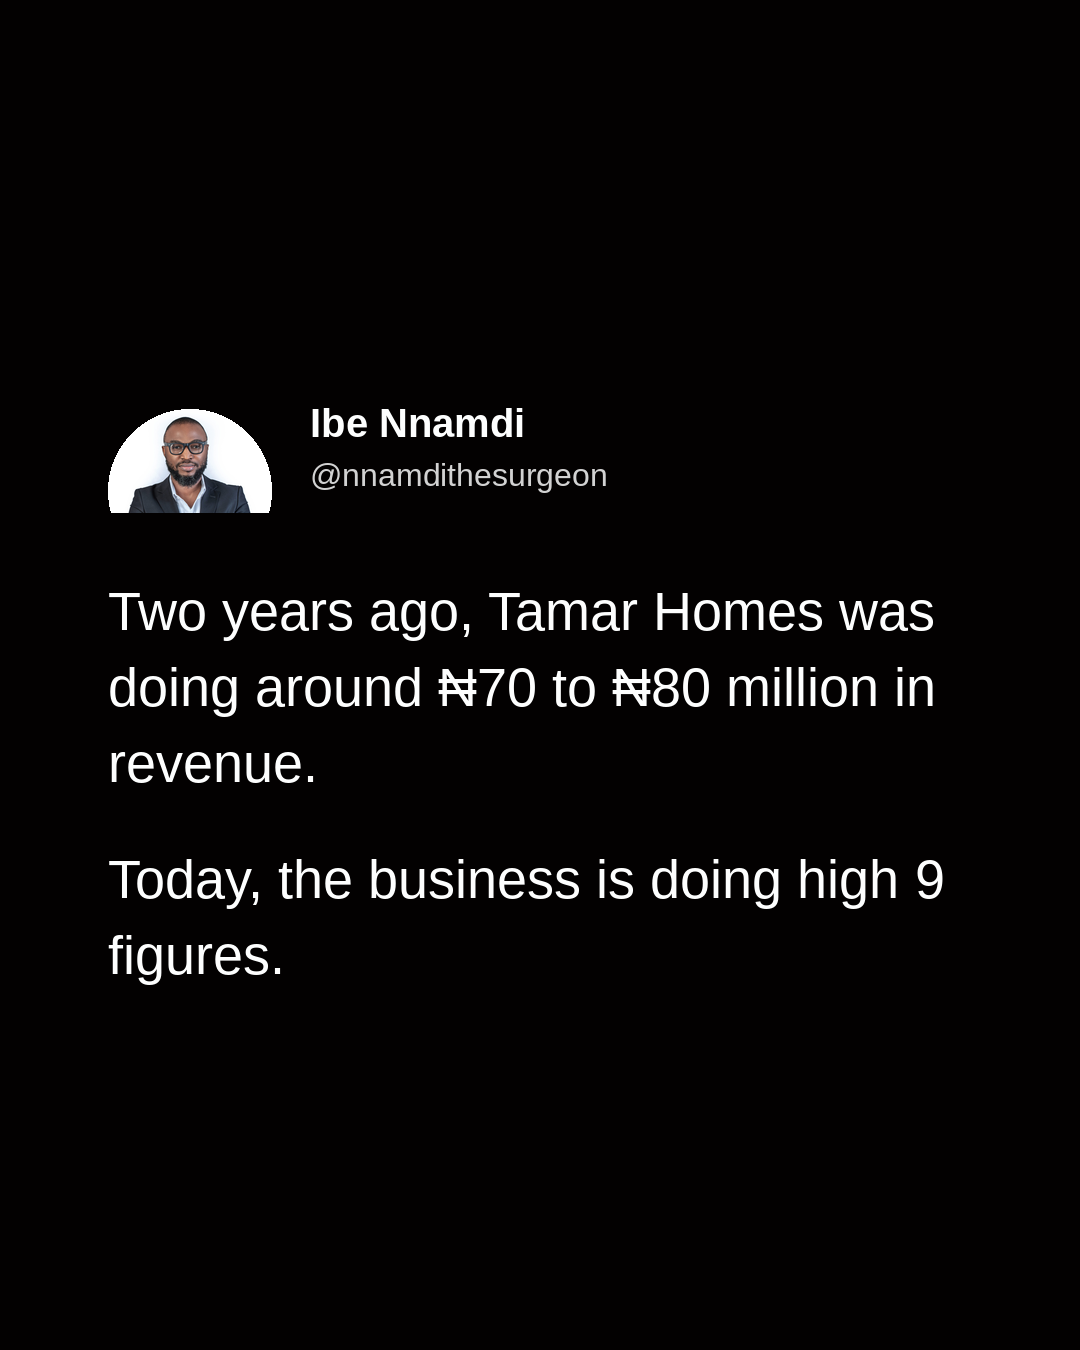 Ibe Nnamdi
@nnamdithesurgeon
Two years ago, Tamar Homes was
doing around ₦70 to ₦80 million in
revenue.
Today, the business is doing high 9
figures.